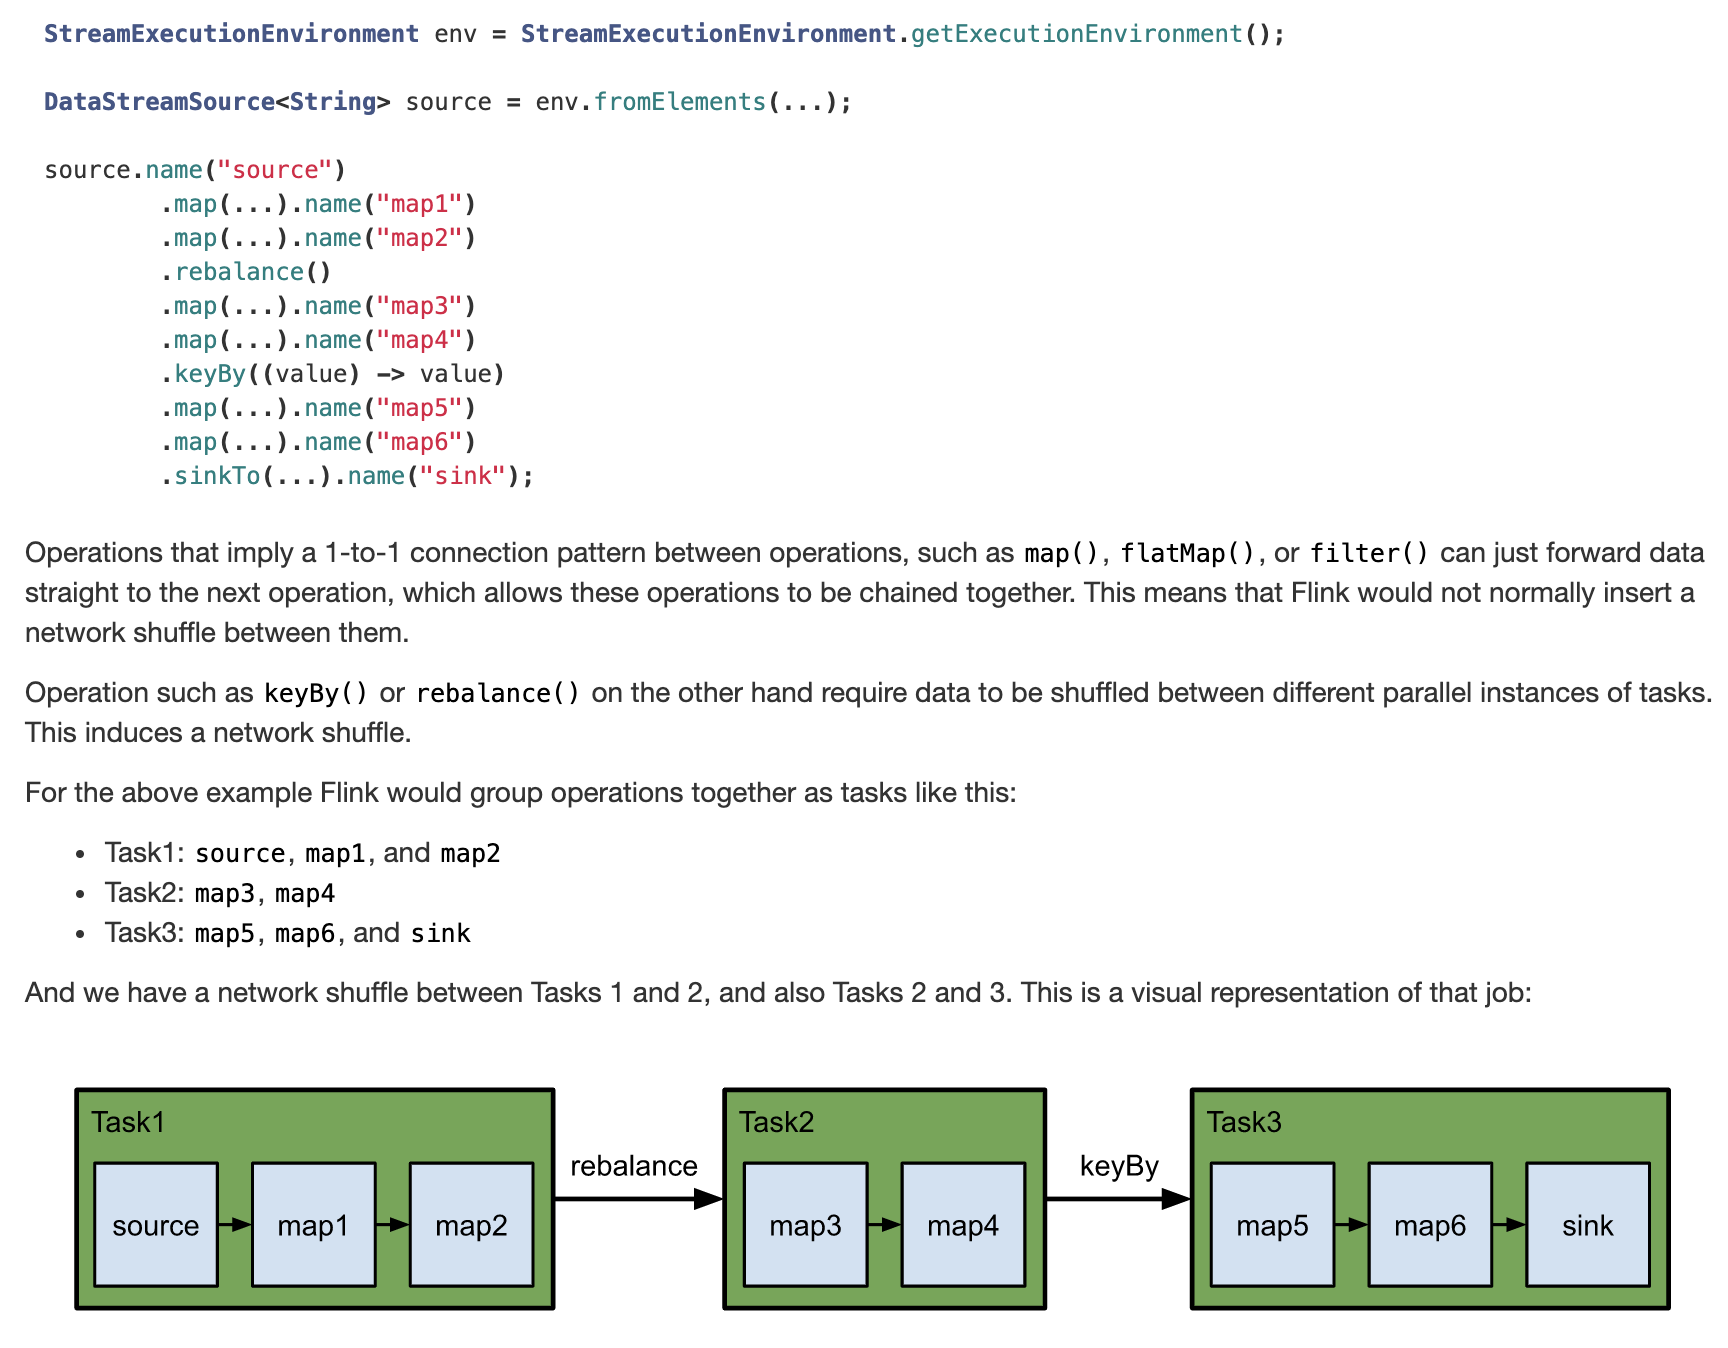 StreamExecutionEnvironment env = StreamExecutionEnvironment.getExecutionEnvironment();
DataStreamSource<String> source = env.fromElements(...);
source.name("source")
.map(...).name("map1")
.map(...).name("map2")
.rebalance()
.map(...).name("map3")
.map(...).name("map4")
.keyBy((value) -> value)
.map(...).name("map5")
.map(...).name("map6")
.sinkTo(...).name("sink");
Operations that imply a 1-to-1 connection pattern between operations, such as map(), flatMap(), or filter() can just forward data
straight to the next operation, which allows these operations to be chained together. This means that Flink would not normally insert a
network shuffle between them.
Operation such as keyBy() or rebalance() on the other hand require data to be shuffled between different parallel instances of tasks.
This induces a network shuffle.
For the above example Flink would group operations together as tasks like this:
• Task1: source, map1, and map2
• Task2: map3, map4
• Task3: map5, map6, and sink
And we have a network shuffle between Tasks 1 and 2, and also Tasks 2 and 3. This is a visual representation of that job:
Task1
source
map1
map2
rebalance
Task2
map3
map4
keyBy
Task3
map5
map6
sink